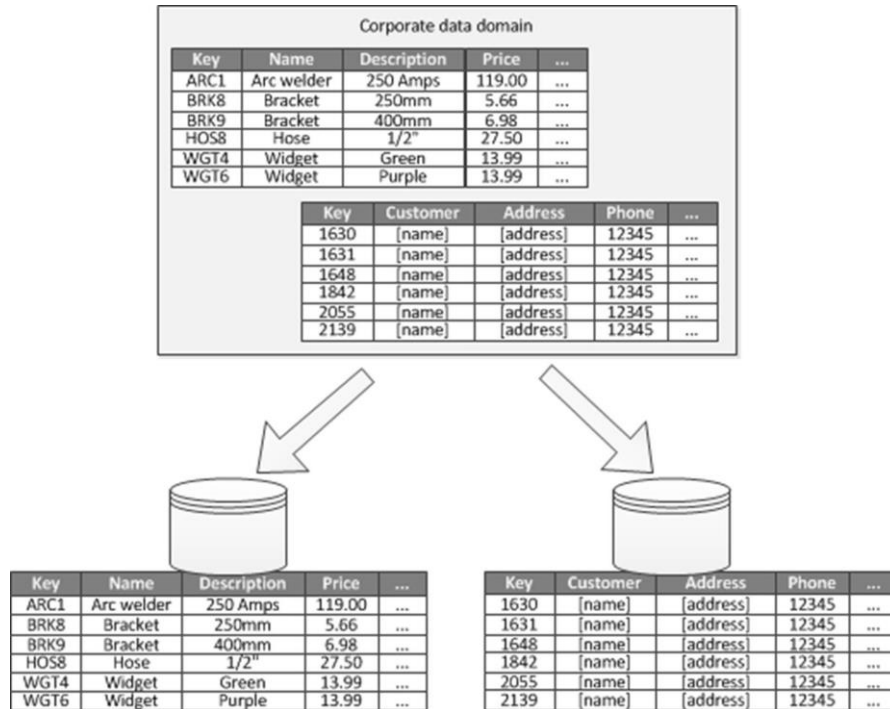 Corporate data domain
Key Name Description Price ...
ARC1 Arc welder 250 Amps 119.00 ...
BRK8 Bracket 250mm 5.66 ...
BRK9 Bracket 400mm 6.98 ...
HOS8 Hose 1/2" 27.50 ...
WGT4 Widget Green 13.99 ...
WGT6 Widget Purple 13.99 ...
Key Customer Address Phone ...
1630 [name] [address] 12345 ...
1631 [name] [address] 12345 ...
1648 [name] [address] 12345 ...
1842 [name] [address] 12345 ...
2055 [name] [address] 12345 ...
2139 [name] [address] 12345 ...
Key Name Description Price ...
ARC1 Arc welder 250 Amps 119.00 ...
BRK8 Bracket 250mm 5.66 ...
BRK9 Bracket 400mm 6.98 ...
HOS8 Hose 1/2" 27.50 ...
WGT4 Widget Green 13.99 ...
WGT6 Widget Purple 13.99 ...
Key Customer Address Phone ...
1630 [name] [address] 12345 ...
1631 [name] [address] 12345 ...
1648 [name] [address] 12345 ...
1842 [name] [address] 12345 ...
2055 [name] [address] 12345 ...
2139 [name] [address] 12345 ...